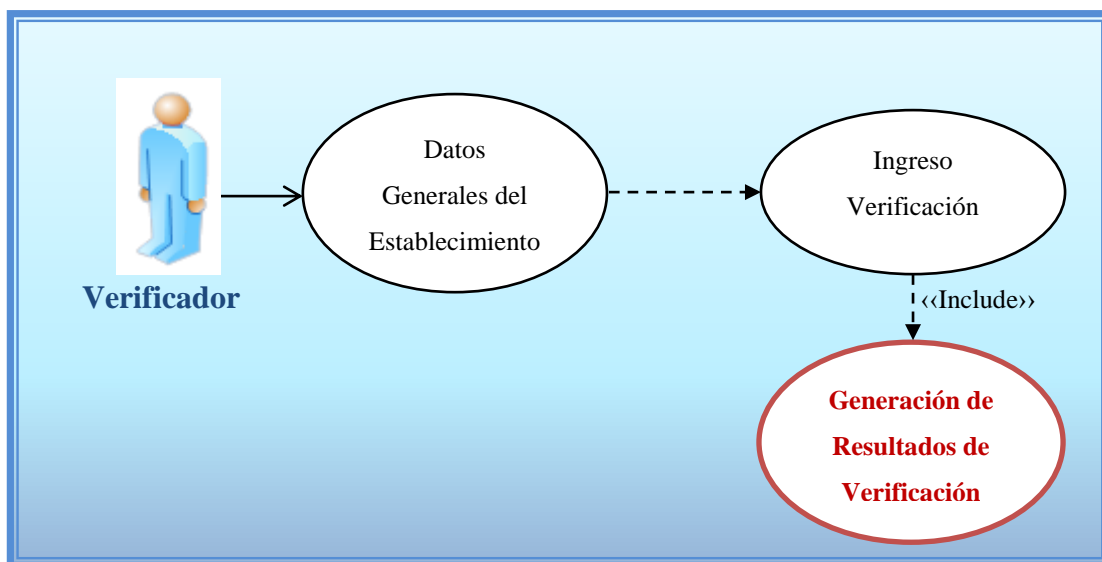 Datos
Generales del
Establecimiento
Ingreso
Verificación
Verificador
‹‹Include››
Generación de
Resultados de
Verificación